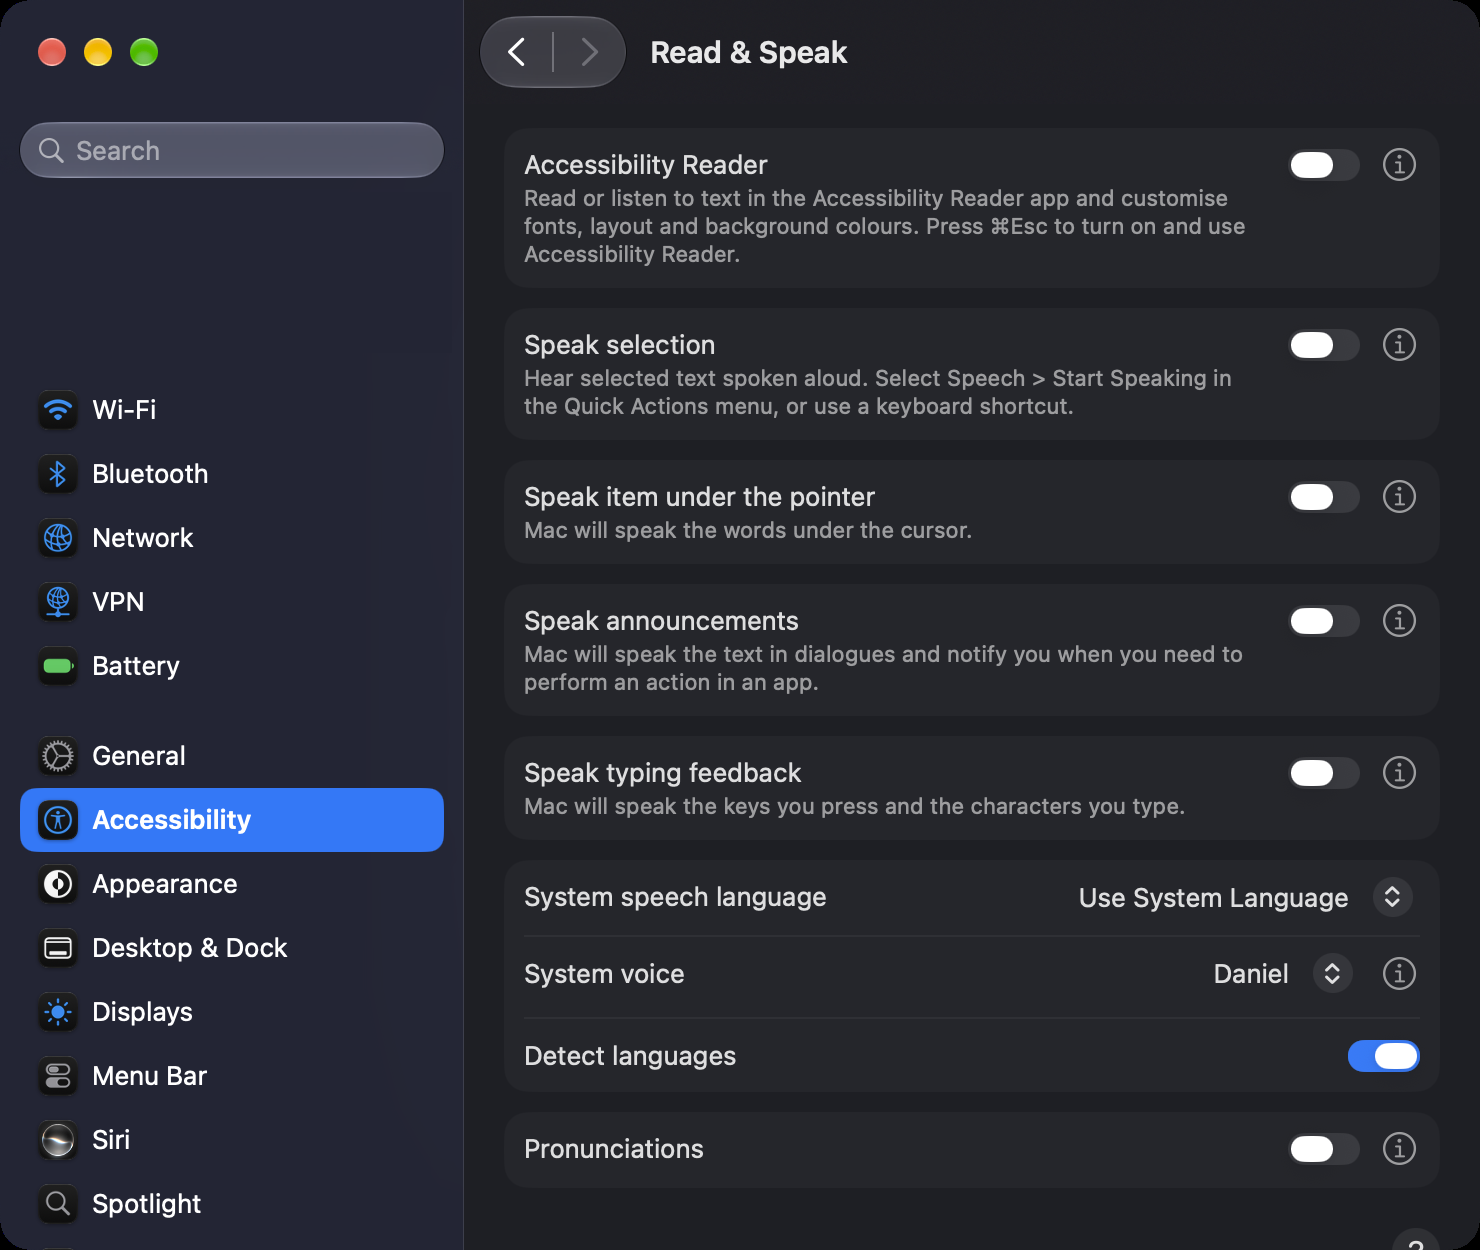 Read & Speak
Search
Wi-Fi
Bluetooth
Network
VPN
Battery
General
Accessibility
Appearance
Desktop & Dock
Displays
Menu Bar
Siri
Spotlight
Accessibility Reader
Read or listen to text in the Accessibility Reader app and customise
fonts, layout and background colours. Press ⌘Esc to turn on and use
Accessibility Reader.
Speak selection
Hear selected text spoken aloud. Select Speech > Start Speaking in
the Quick Actions menu, or use a keyboard shortcut.
Speak item under the pointer
Mac will speak the words under the cursor.
Speak announcements
Mac will speak the text in dialogues and notify you when you need to
perform an action in an app.
Speak typing feedback
Mac will speak the keys you press and the characters you type.
System speech language Use System Language
System voice Daniel
Detect languages
Pronunciations
?